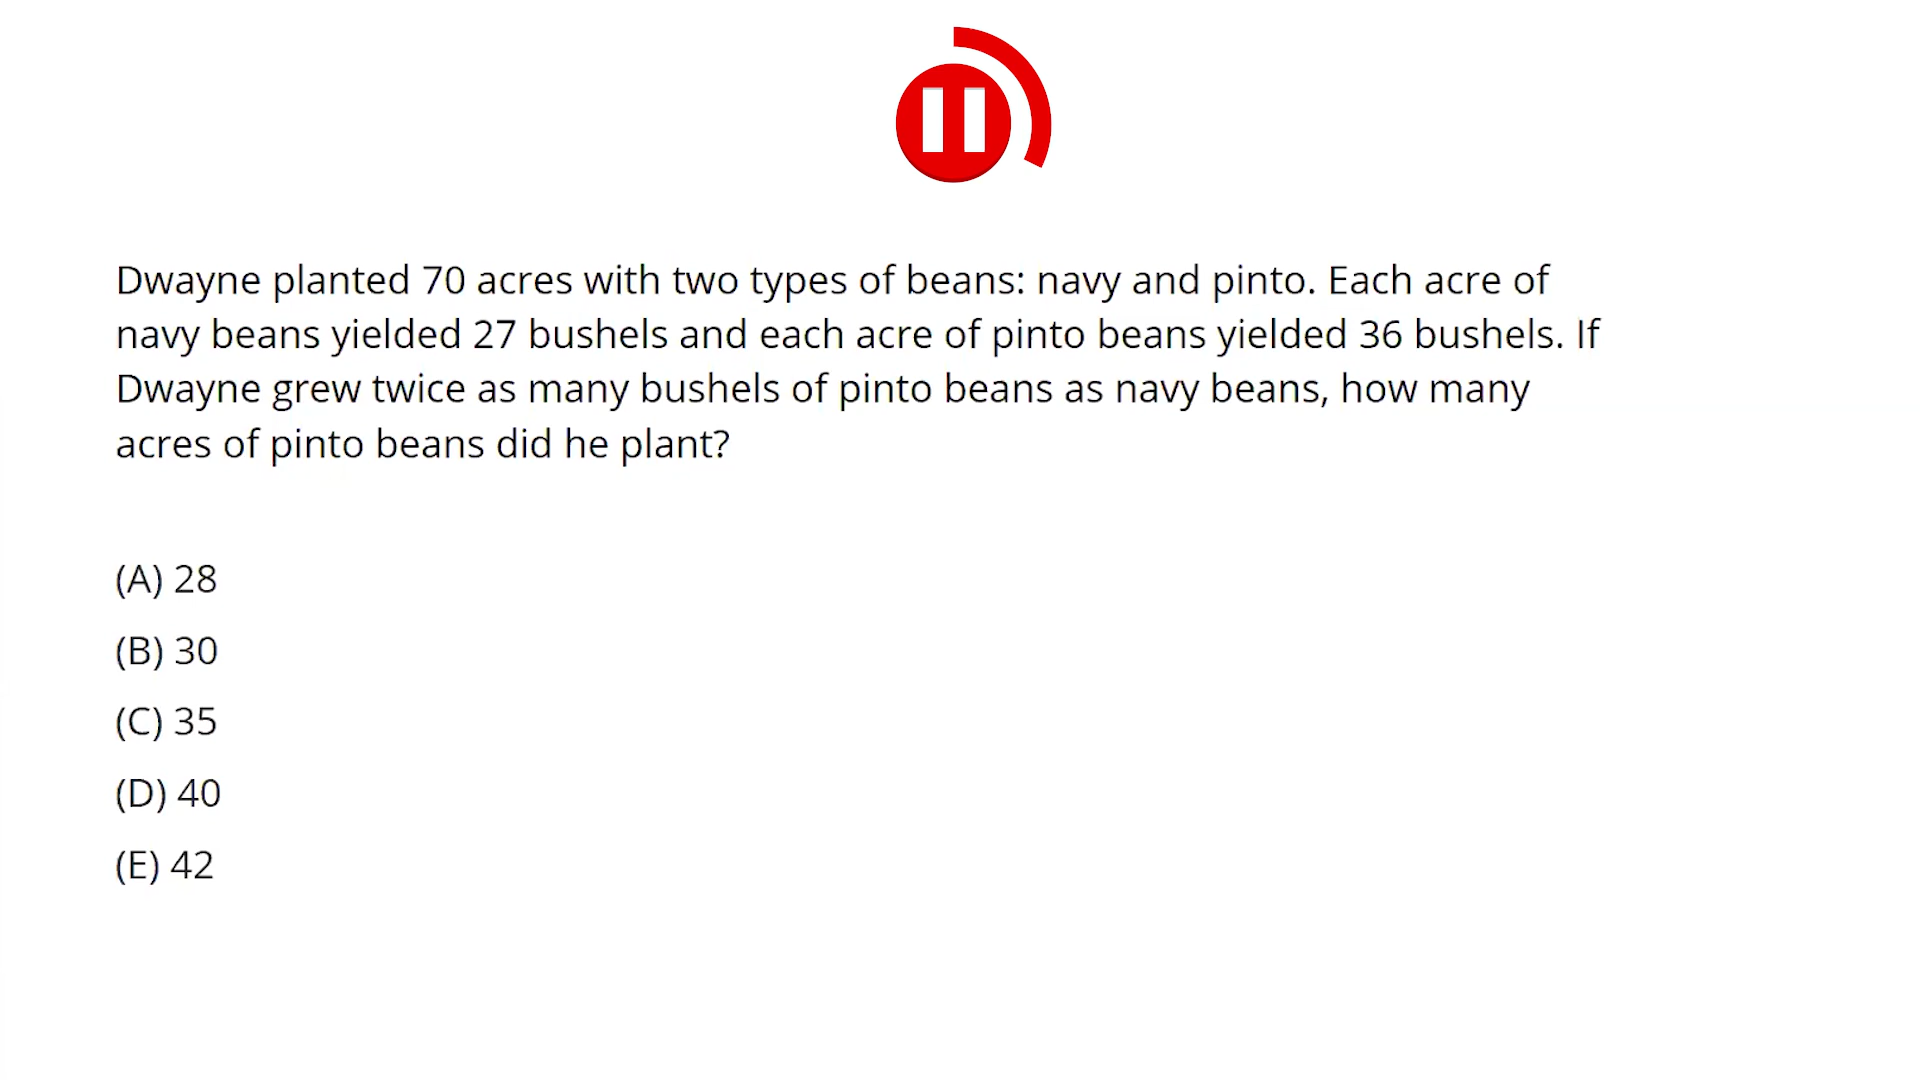 Dwayne planted 70 acres with two types of beans: navy and pinto. Each acre of
navy beans yielded 27 bushels and each acre of pinto beans yielded 36 bushels. If
Dwayne grew twice as many bushels of pinto beans as navy beans, how many
acres of pinto beans did he plant?
(A) 28
(B) 30
(C) 35
(D) 40
(E) 42